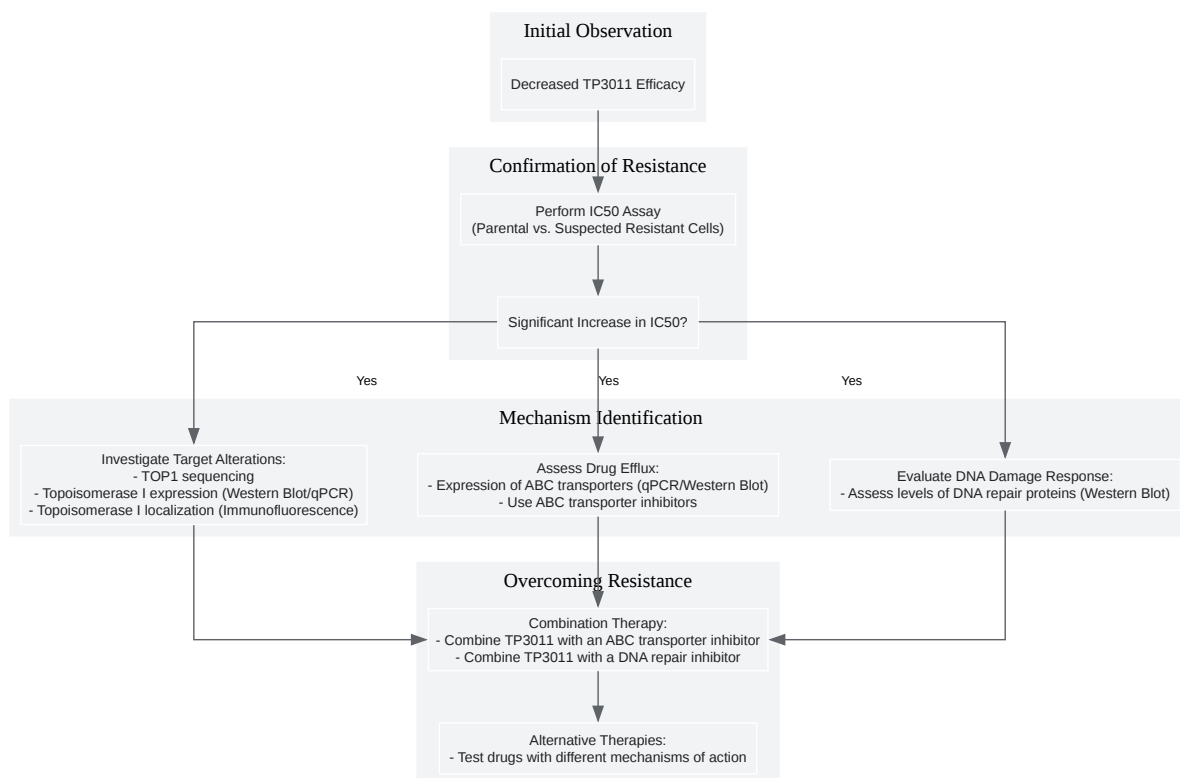 Initial Observation
Decreased TP3011 Efficacy
Confirmation of Resistance
Perform IC50 Assay
(Parental vs. Suspected Resistant Cells)
Significant Increase in IC50?
Yes
Yes
Yes
Mechanism Identification
Investigate Target Alterations:
- TOP1 sequencing
- Topoisomerase I expression (Western Blot/qPCR)
- Topoisomerase I localization (Immunofluorescence)
Assess Drug Efflux:
- Expression of ABC transporters (qPCR/Western Blot)
- Use ABC transporter inhibitors
Evaluate DNA Damage Response:
- Assess levels of DNA repair proteins (Western Blot)
Overcoming Resistance
Combination Therapy:
- Combine TP3011 with an ABC transporter inhibitor
- Combine TP3011 with a DNA repair inhibitor
Alternative Therapies:
- Test drugs with different mechanisms of action